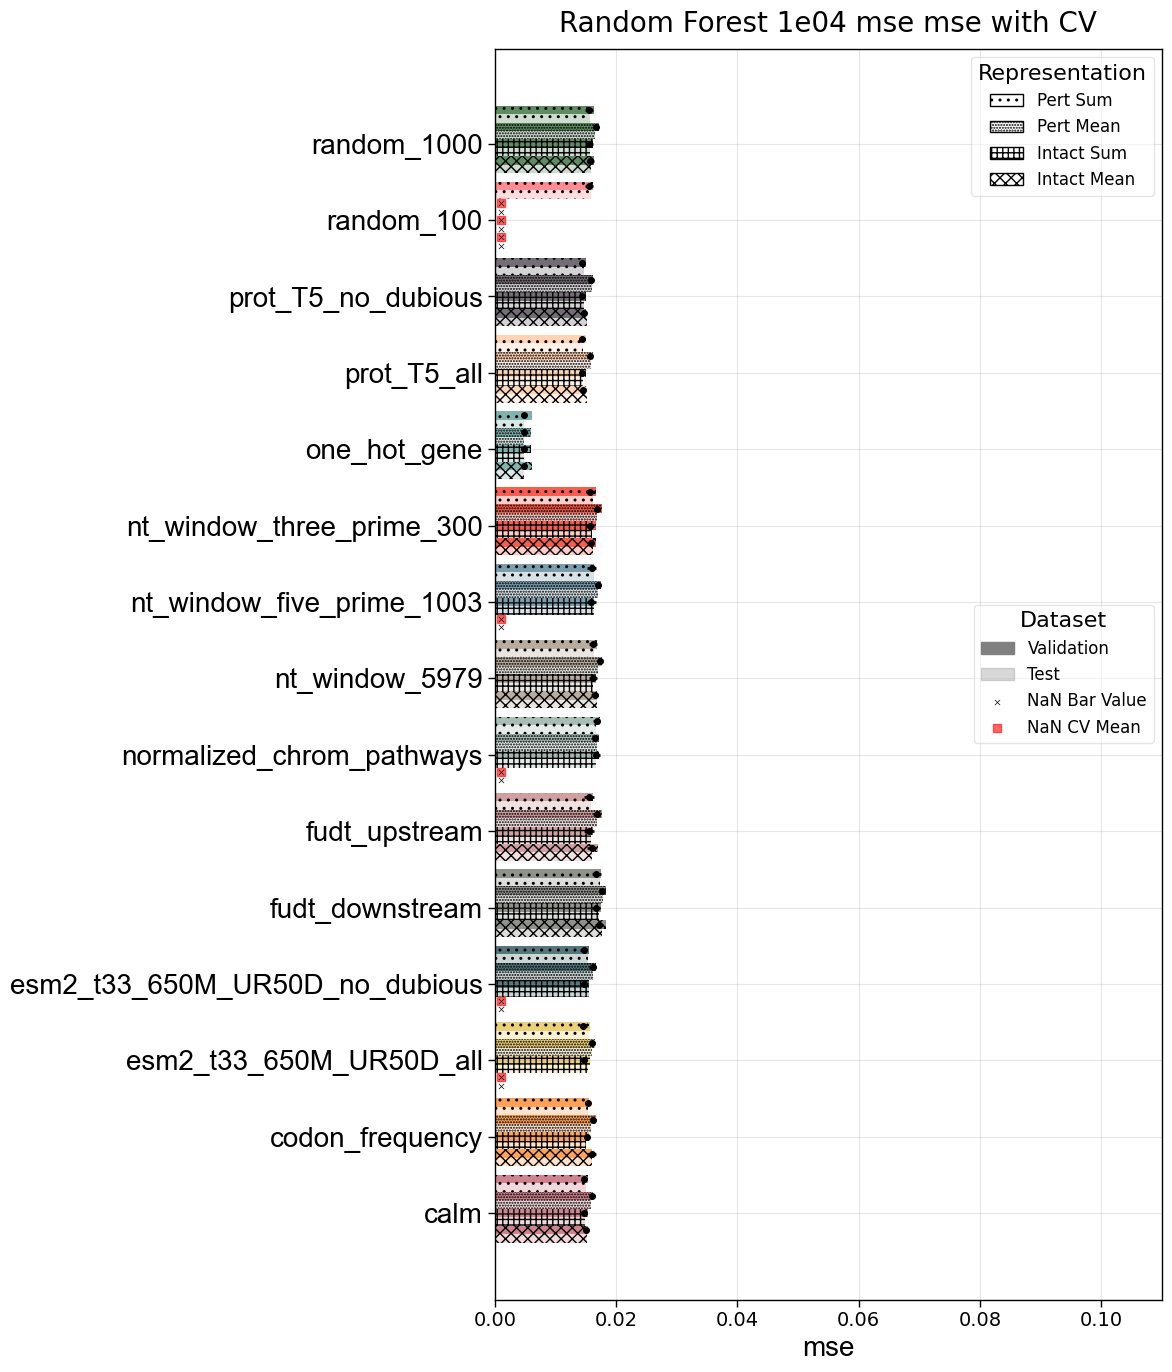 Random Forest 1e04 mse mse with CV
Representation
Pert Sum
Pert Mean
Intact Sum
Intact Mean
random_1000
random_100
prot_T5_no_dubious
prot_T5_all
one_hot_gene
nt_window_three_prime_300
nt_window_five_prime_1003
Dataset
Validation
Test
NaN Bar Value
NaN CV Mean
nt_window_5979
normalized_chrom_pathways
fudt_upstream
fudt_downstream
esm2_t33_650M_UR50D_no_dubious
esm2_t33_650M_UR50D_all
codon_frequency
calm
0.00 0.02 0.04 0.06 0.08 0.10
mse